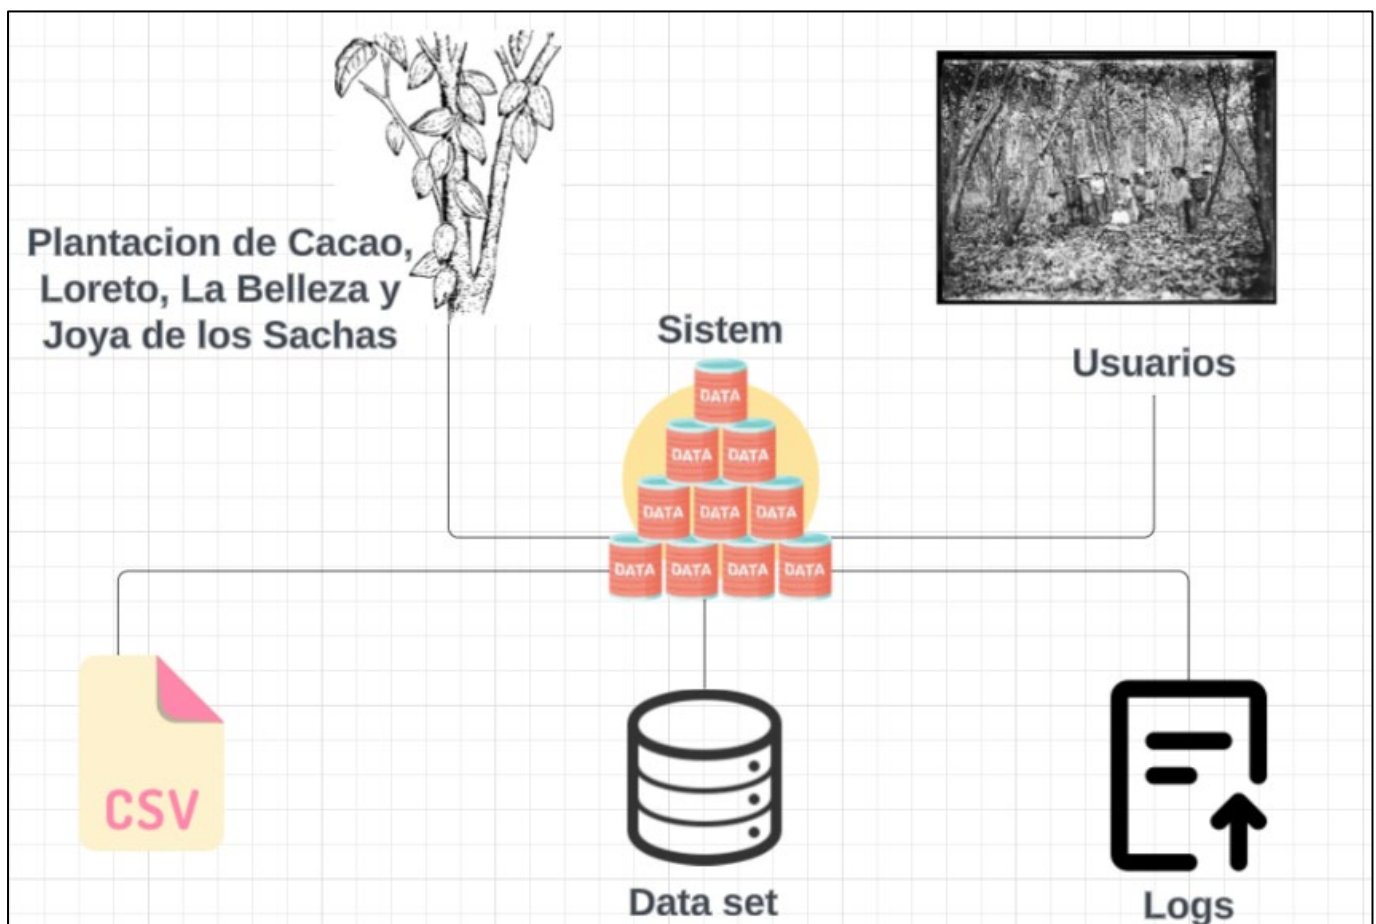 Plantacion de Cacao,
Loreto, La Belleza y
Joya de los Sachas
Sistem
Usuarios
DATA
DATA DATA
DATA DATA DATA
DATA DATA DATA DATA
CSV
Data set
Logs